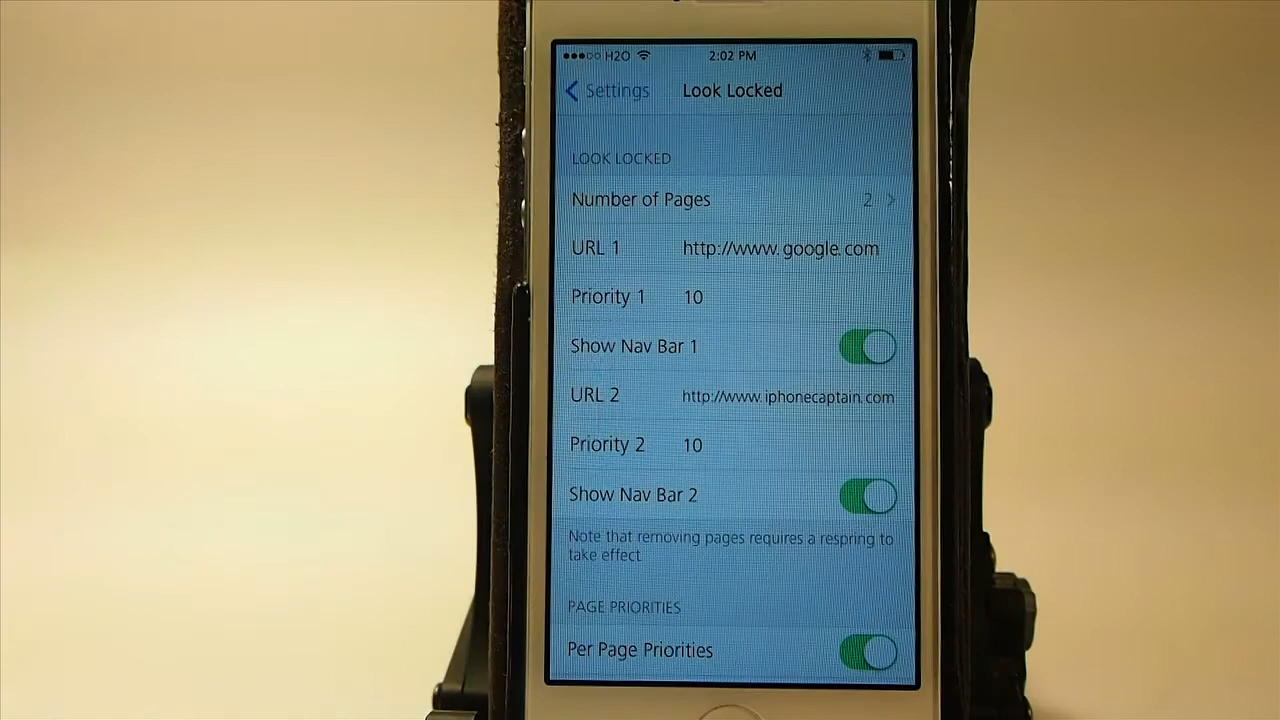 H2O 2:02 PM
Settings Look Locked
LOOK LOCKED
Number of Pages 2
URL 1 http://www.google.com
Priority 1 10
Show Nav Bar 1
URL 2 http://www.iphonecaptain.com
Priority 2 10
Show Nav Bar 2
Note that removing pages requires a respring to
take effect.
PAGE PRIORITIES
Per Page Priorities